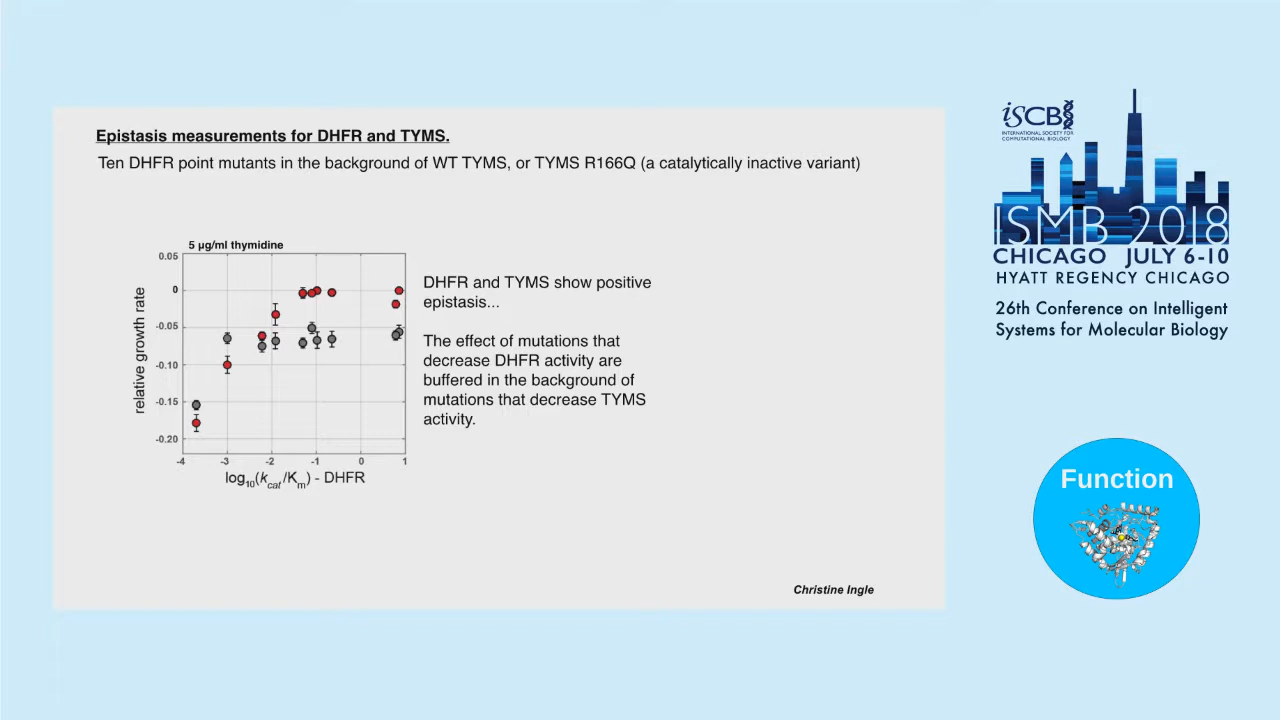 Epistasis measurements for DHFR and TYMS.
Ten DHFR point mutants in the background of WT TYMS, or TYMS R166Q (a catalytically inactive variant)
5 µg/ml thymidine
0.05
0
-0.05
-0.10
-0.15
-0.20
relative growth rate
-4 -3 -2 -1 0 1
log10(kcat/Km) - DHFR
DHFR and TYMS show positive
epistasis...
The effect of mutations that
decrease DHFR activity are
buffered in the background of
mutations that decrease TYMS
activity.
Christine Ingle
iSCB
INTERNATIONAL SOCIETY FOR
COMPUTATIONAL BIOLOGY
ISMB 2018
CHICAGO JULY 6-10
HYATT REGENCY CHICAGO
26th Conference on Intelligent
Systems for Molecular Biology
Function